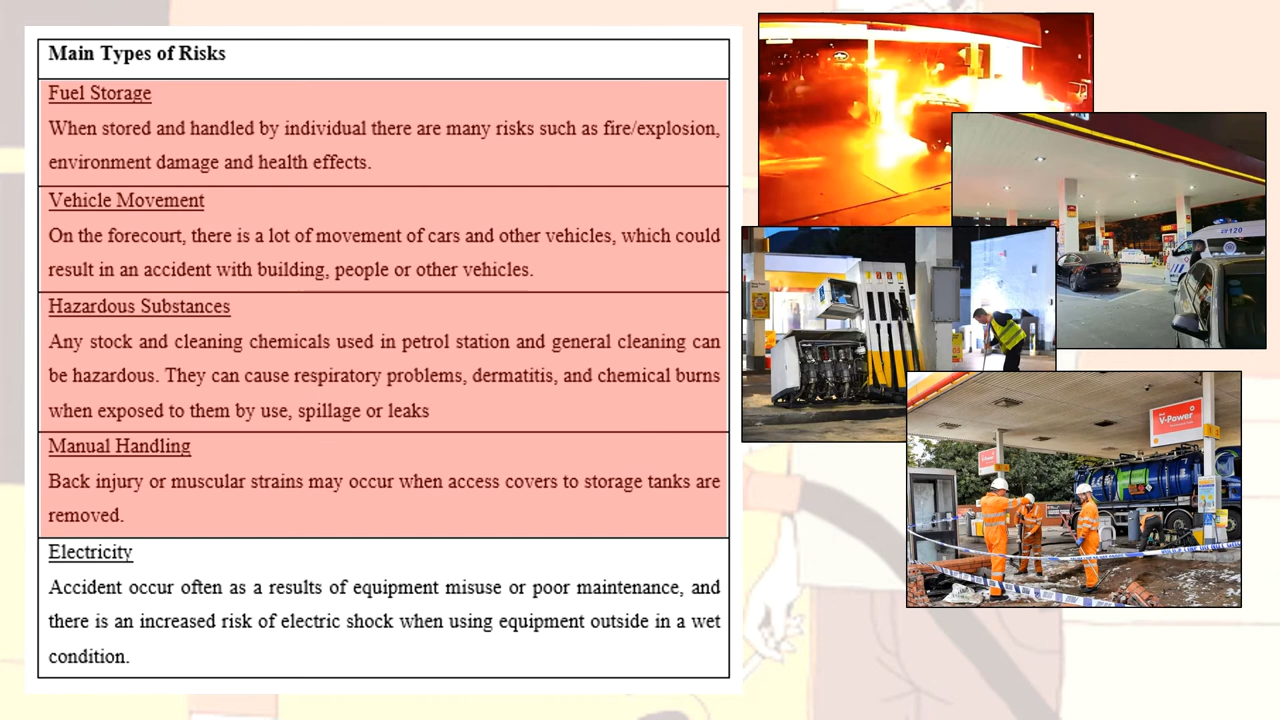 Main Types of Risks
Fuel Storage
When stored and handled by individual there are many risks such as fire/explosion,
environment damage and health effects.
Vehicle Movement
On the forecourt, there is a lot of movement of cars and other vehicles, which could
result in an accident with building, people or other vehicles.
Hazardous Substances
Any stock and cleaning chemicals used in petrol station and general cleaning can
be hazardous. They can cause respiratory problems, dermatitis, and chemical burns
when exposed to them by use, spillage or leaks
Manual Handling
Back injury or muscular strains may occur when access covers to storage tanks are
removed.
Electricity
Accident occur often as a results of equipment misuse or poor maintenance, and
there is an increased risk of electric shock when using equipment outside in a wet
condition.
120
V-Power